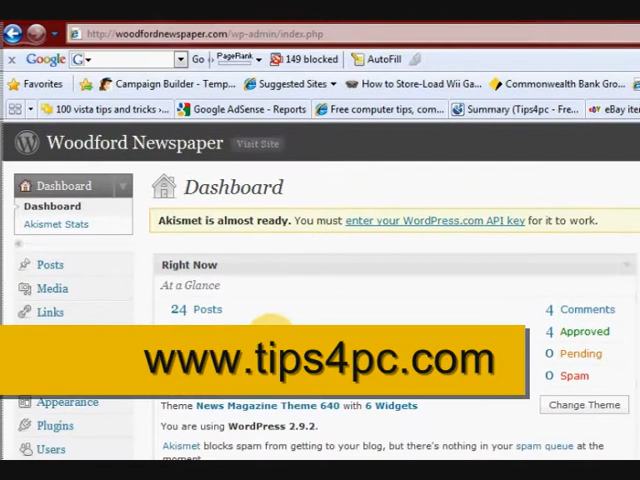 http://woodfordnewspaper.com/wp-admin/index.php
x Google G Go PageRank 149 blocked AutoFill
Favorites Campaign Builder - Temp... Suggested Sites How to Store-Load Wii Ga... Commonwealth Bank Gro...
100 vista tips and tricks ›... Google AdSense - Reports Free computer tips, com... Summary (Tips4pc - Fre... eBay item
Woodford Newspaper Visit Site
Dashboard
Dashboard
Akismet Stats
Posts
Media
Links
Appearance
Plugins
Users
Dashboard
Akismet is almost ready. You must enter your WordPress.com API key for it to work.
Right Now
At a Glance
24 Posts
4 Comments
4 Approved
0 Pending
0 Spam
www.tips4pc.com
Theme News Magazine Theme 640 with 6 Widgets
Change Theme
You are using WordPress 2.9.2.
Akismet blocks spam from getting to your blog, but there's nothing in your spam queue at the
moment.